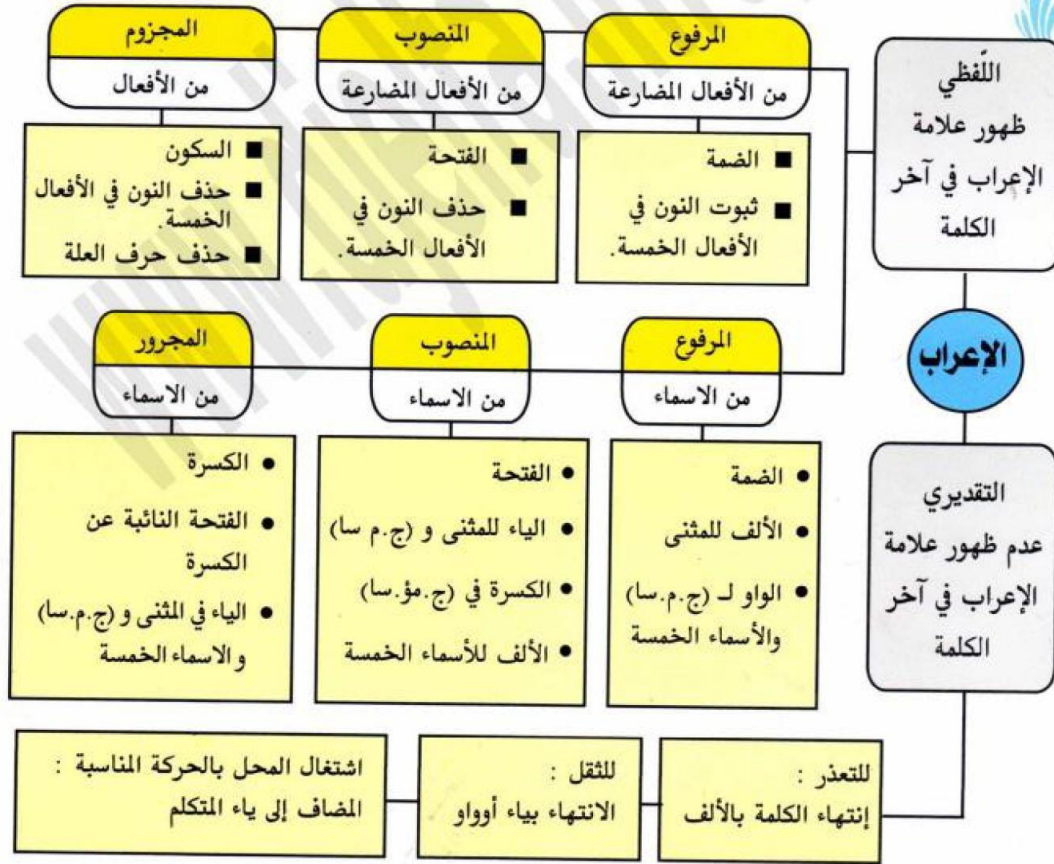 اللّفظي
ظهور علامة
الإعراب في آخر
الكلمة
المرفوع
من الأفعال المضارعة
■ الضمة
■ ثبوت النون في
الأفعال الخمسة.
المنصوب
من الأفعال المضارعة
■ الفتحة
■ حذف النون في
الأفعال الخمسة.
المجزوم
من الأفعال
■ السكون
■ حذف النون في الأفعال
الخمسة.
■ حذف حرف العلة
الإعراب
المرفوع
من الاسماء
• الضمة
• الألف للمثنى
• الواو لـ (ج.م.سا)
والأسماء الخمسة
المنصوب
من الاسماء
• الفتحة
• الياء للمثنى و (ج.م سا)
• الكسرة في (ج.مؤ.سا)
• الألف للأسماء الخمسة
المجرور
من الاسماء
• الكسرة
• الفتحة النائبة عن
الكسرة
• الياء في المثنى و (ج.م.سا)
و الاسماء الخمسة
التقديري
عدم ظهور علامة
الإعراب في آخر
الكلمة
للتعذر :
إنتهاء الكلمة بالألف
للثقل :
الانتهاء بياء أوواو
اشتغال المحل بالحركة المناسبة :
المضاف إلى ياء المتكلم